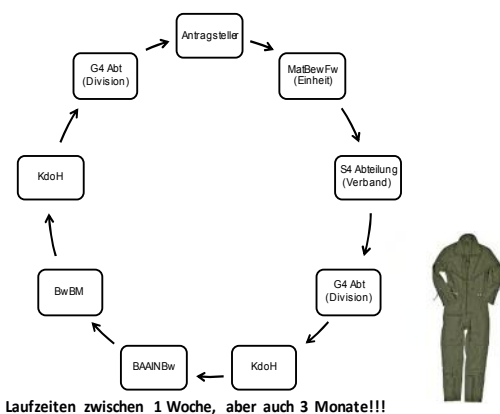 Antragsteller
MatBewFw
(Einheit)
S4 Abteilung
(Verband)
G4 Abt
(Division)
KdoH
BAAINBw
BwBM
KdoH
G4 Abt
(Division)
Laufzeiten zwischen 1 Woche, aber auch 3 Monate!!!